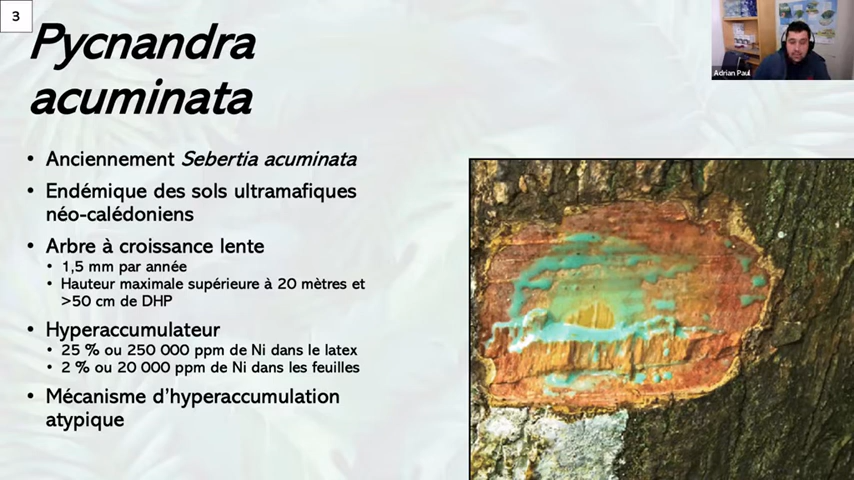 3
Pycnandra
acuminata
• Anciennement Sebertia acuminata
• Endémique des sols ultramafiques
néo-calédoniens
• Arbre à croissance lente
• 1,5 mm par année
• Hauteur maximale supérieure à 20 mètres et
>50 cm de DHP
• Hyperaccumulateur
• 25 % ou 250 000 ppm de Ni dans le latex
• 2 % ou 20 000 ppm de Ni dans les feuilles
• Mécanisme d'hyperaccumulation
atypique
Adrian Paul